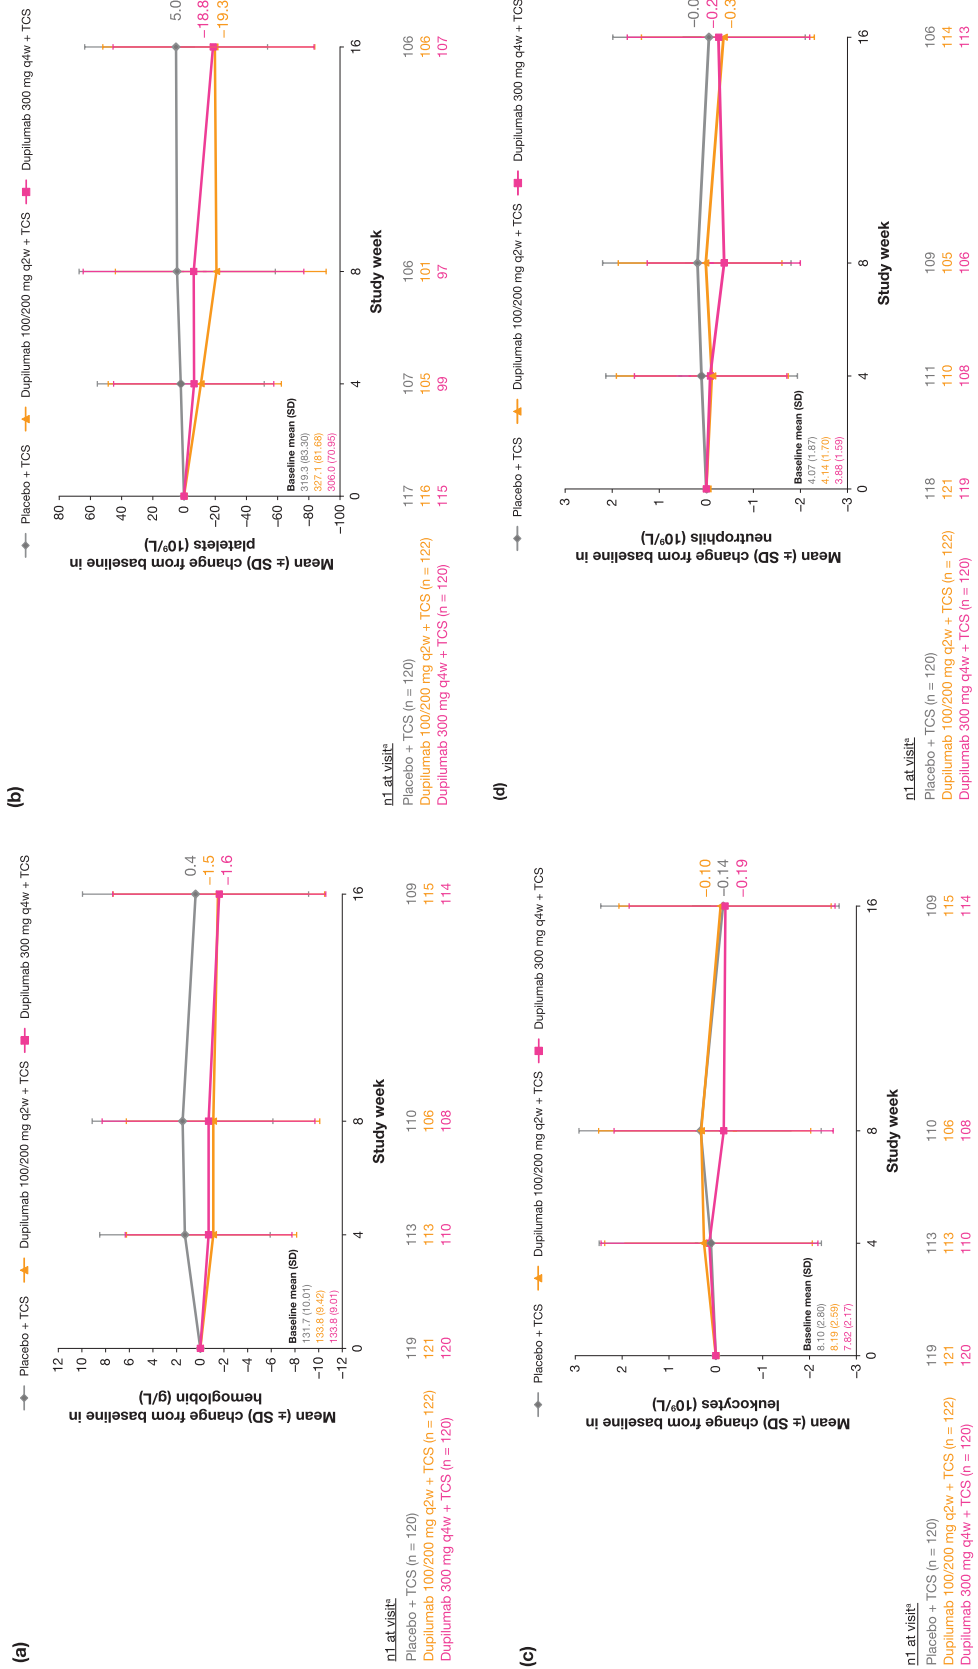 (a)
Placebo + TCS Dupilumab 100/200 mg q2w + TCS Dupilumab 300 mg q4w + TCS
Mean (± SD) change from baseline in
hemoglobin (g/L)
12
10
8
6
4
2
0
−2
−4
−6
−8
−10
−12
0.4
−1.5
−1.6
Baseline mean (SD)
131.7 (10.01)
133.8 (9.42)
133.8 (9.01)
0 4 8 16
Study week
n1 at visitᵃ
Placebo + TCS (n = 120) 119 113 110 109
Dupilumab 100/200 mg q2w + TCS (n = 122) 121 113 106 115
Dupilumab 300 mg q4w + TCS (n = 120) 120 110 108 114
(b)
Placebo + TCS Dupilumab 100/200 mg q2w + TCS Dupilumab 300 mg q4w + TCS
Mean (± SD) change from baseline in
platelets (10⁹/L)
80
60
40
20
0
−20
−40
−60
−80
−100
5.0
−18.8
−19.3
Baseline mean (SD)
319.3 (83.30)
327.1 (81.68)
306.0 (70.95)
0 4 8 16
Study week
n1 at visitᵃ
Placebo + TCS (n = 120) 117 107 106 106
Dupilumab 100/200 mg q2w + TCS (n = 122) 116 105 101 106
Dupilumab 300 mg q4w + TCS (n = 120) 115 99 97 107
(c)
Placebo + TCS Dupilumab 100/200 mg q2w + TCS Dupilumab 300 mg q4w + TCS
Mean (± SD) change from baseline in
leukocytes (10⁹/L)
3
2
1
0
−1
−2
−3
−0.10
−0.14
−0.19
Baseline mean (SD)
8.10 (2.80)
8.19 (2.59)
7.82 (2.17)
0 4 8 16
Study week
n1 at visitᵃ
Placebo + TCS (n = 120) 119 113 110 109
Dupilumab 100/200 mg q2w + TCS (n = 122) 121 113 106 115
Dupilumab 300 mg q4w + TCS (n = 120) 120 110 108 114
(d)
Placebo + TCS Dupilumab 100/200 mg q2w + TCS Dupilumab 300 mg q4w + TCS
Mean (± SD) change from baseline in
neutrophils (10⁹/L)
3
2
1
0
−1
−2
−3
Baseline mean (SD)
4.07 (1.87)
4.14 (1.70)
3.88 (1.59)
0 4 8 16
Study week
n1 at visitᵃ
Placebo + TCS (n = 120) 118 111 109 106
Dupilumab 100/200 mg q2w + TCS (n = 122) 121 110 105 114
Dupilumab 300 mg q4w + TCS (n = 120) 119 108 106 113